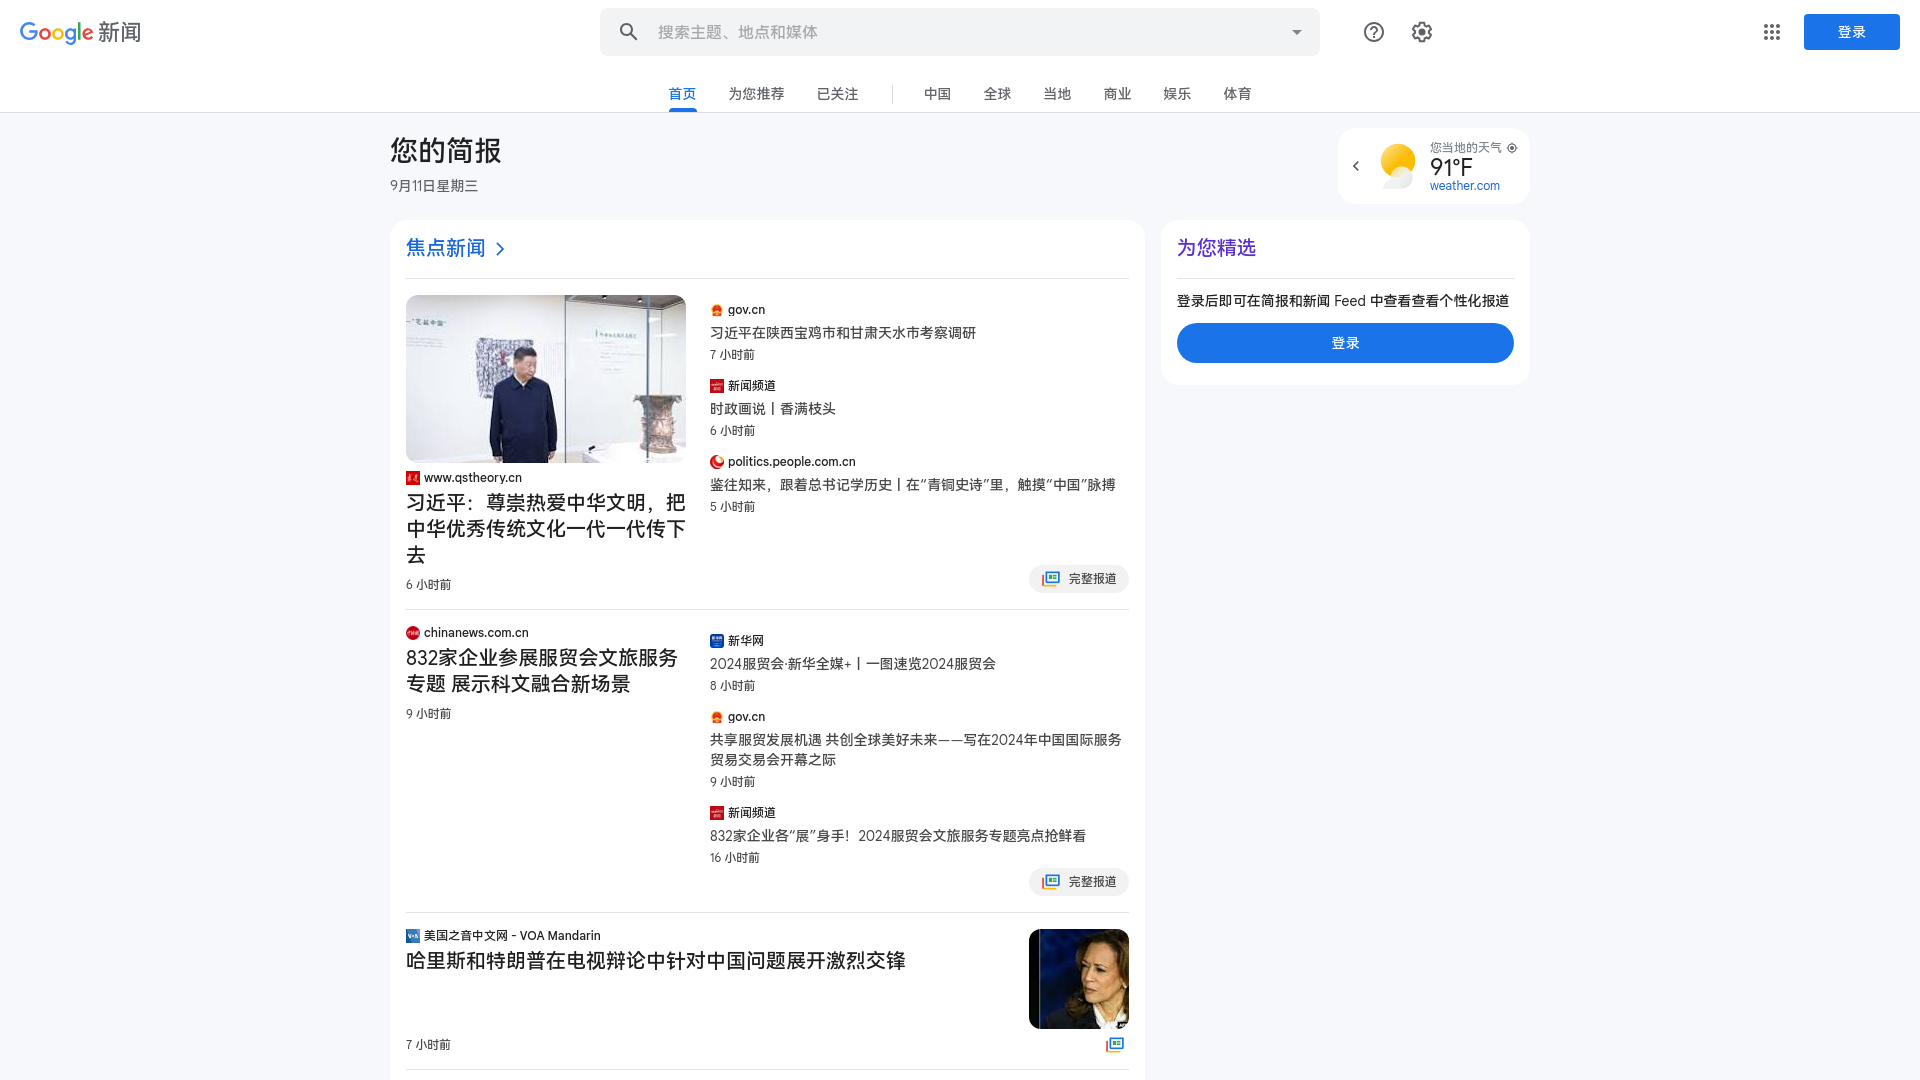 Google 新闻
搜索主题、地点和媒体
登录
首页
为您推荐
已关注
中国
全球
当地
商业
娱乐
体育
您的简报
9月11日星期三
您当地的天气
91°F
weather.com
焦点新闻
www.qstheory.cn
习近平：尊崇热爱中华文明，把
中华优秀传统文化一代一代传下
去
6 小时前
gov.cn
习近平在陕西宝鸡市和甘肃天水市考察调研
7 小时前
新闻频道
时政画说丨香满枝头
6 小时前
politics.people.com.cn
鉴往知来，跟着总书记学历史丨在“青铜史诗”里，触摸“中国”脉搏
5 小时前
完整报道
chinanews.com.cn
832家企业参展服贸会文旅服务
专题 展示科文融合新场景
9 小时前
新华网
2024服贸会·新华全媒+丨一图速览2024服贸会
8 小时前
gov.cn
共享服贸发展机遇 共创全球美好未来——写在2024年中国国际服务
贸易交易会开幕之际
9 小时前
新闻频道
832家企业各“展”身手！2024服贸会文旅服务专题亮点抢鲜看
16 小时前
完整报道
美国之音中文网 - VOA Mandarin
哈里斯和特朗普在电视辩论中针对中国问题展开激烈交锋
7 小时前
为您精选
登录后即可在简报和新闻 Feed 中查看查看个性化报道
登录